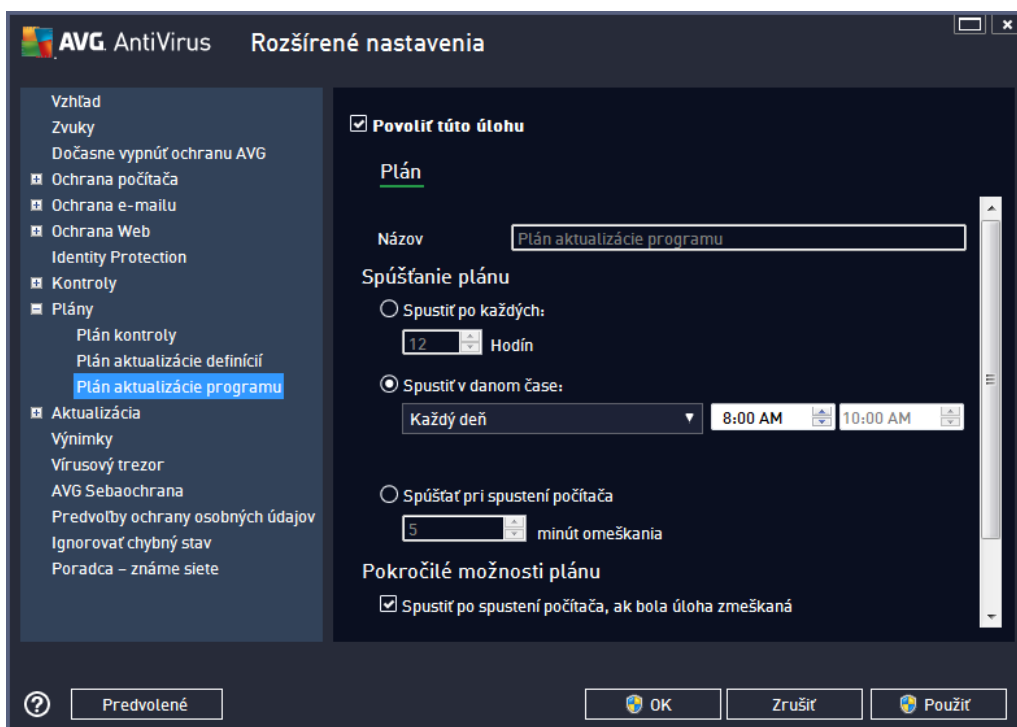 AVG. AntiVirus Rozšírené nastavenia
Vzhľad
Zvuky
Dočasne vypnúť ochranu AVG
Ochrana počítača
Ochrana e-mailu
Ochrana Web
Identity Protection
Kontroly
Plány
Plán kontroly
Plán aktualizácie definícií
Plán aktualizácie programu
Aktualizácia
Výnimky
Vírusový trezor
AVG Sebaochrana
Predvoľby ochrany osobných údajov
Ignorovať chybný stav
Poradca – známe siete
Povoliť túto úlohu
Plán
Názov Plán aktualizácie programu
Spúšťanie plánu
Spustiť po každých:
12 Hodín
Spustiť v danom čase:
Každý deň 8:00 AM 10:00 AM
Spúšťať pri spustení počítača
5 minút omeškania
Pokročilé možnosti plánu
Spustiť po spustení počítača, ak bola úloha zmeškaná
? Predvolené OK Zrušiť Použiť